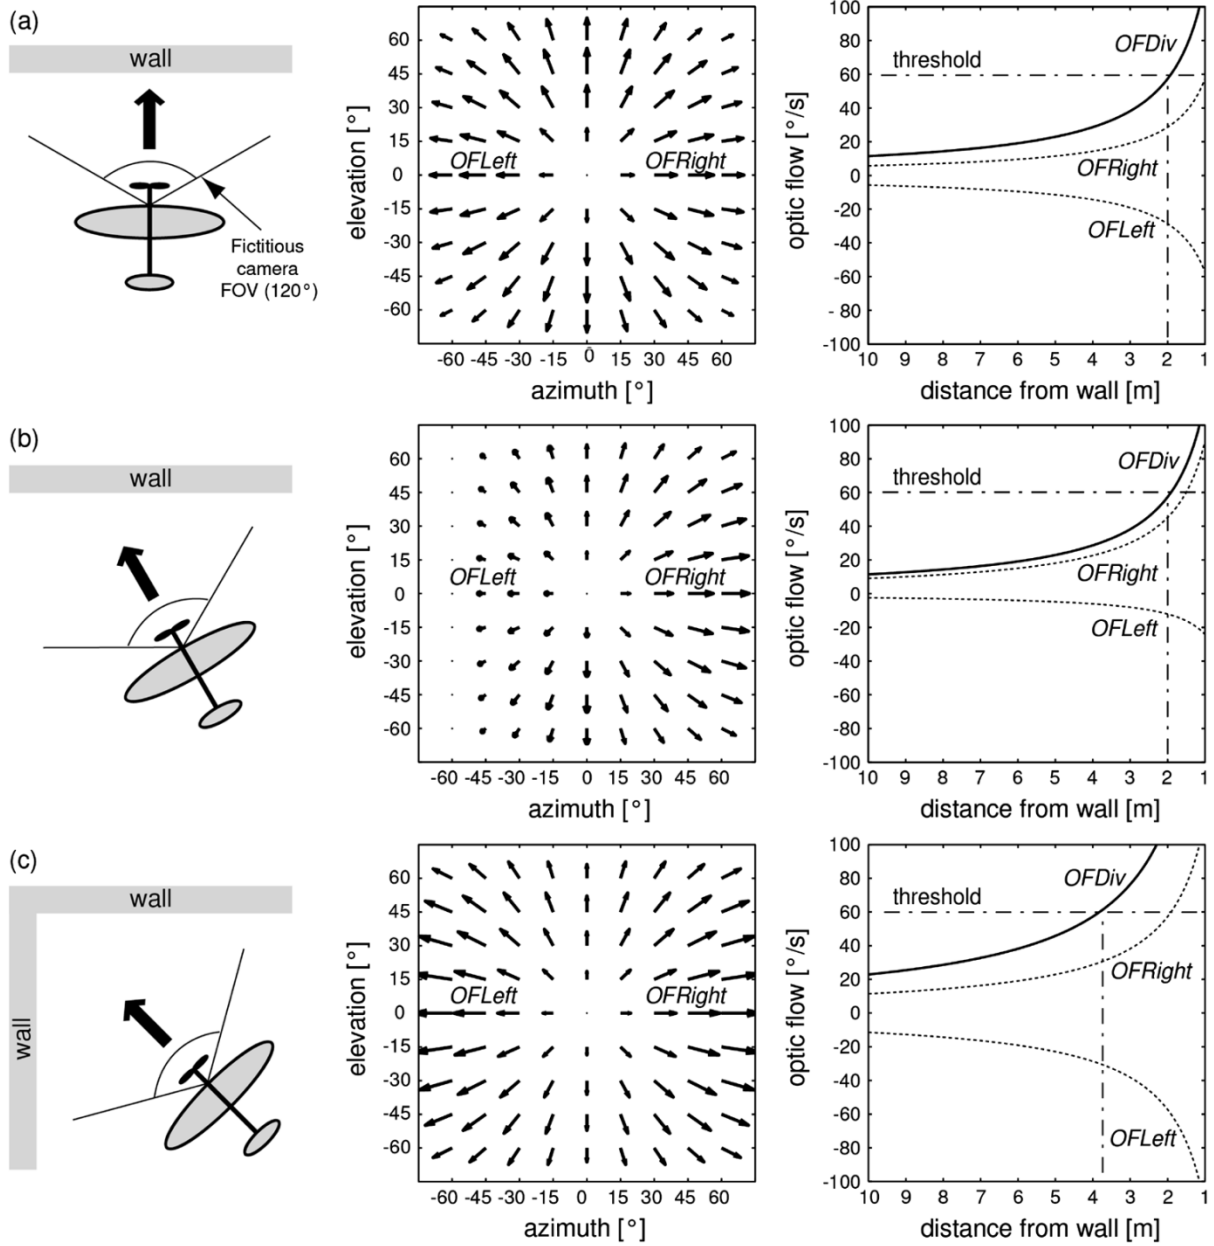 (a)
wall
Fictitious
camera
FOV (120°)
60
45
30
15
0
-15
-30
-45
-60
elevation [°]
OFLeft
OFRight
-60 -45 -30 -15 0 15 30 45 60
azimuth [°]
100
80
60
40
20
0
-20
-40
-60
- 80
-100
optic flow [°/s]
OFDiv
threshold
OFRight
OFLeft
10 9 8 7 6 5 4 3 2 1
distance from wall [m]
(b)
wall
60
45
30
15
0
-15
-30
-45
-60
elevation [°]
OFLeft
OFRight
-60 -45 -30 -15 0 15 30 45 60
azimuth [°]
100
80
60
40
20
0
-20
-40
-60
-80
-100
optic flow [°/s]
OFDiv
threshold
OFRight
OFLeft
10 9 8 7 6 5 4 3 2 1
distance from wall [m]
(c)
wall
wall
60
45
30
15
0
-15
-30
-45
-60
elevation [°]
OFLeft
OFRight
-60 -45 -30 -15 0 15 30 45 60
azimuth [°]
100
80
60
40
20
0
-20
-40
-60
-80
-100
optic flow [°/s]
OFDiv
threshold
OFRight
OFLeft
10 9 8 7 6 5 4 3 2 1
distance from wall [m]